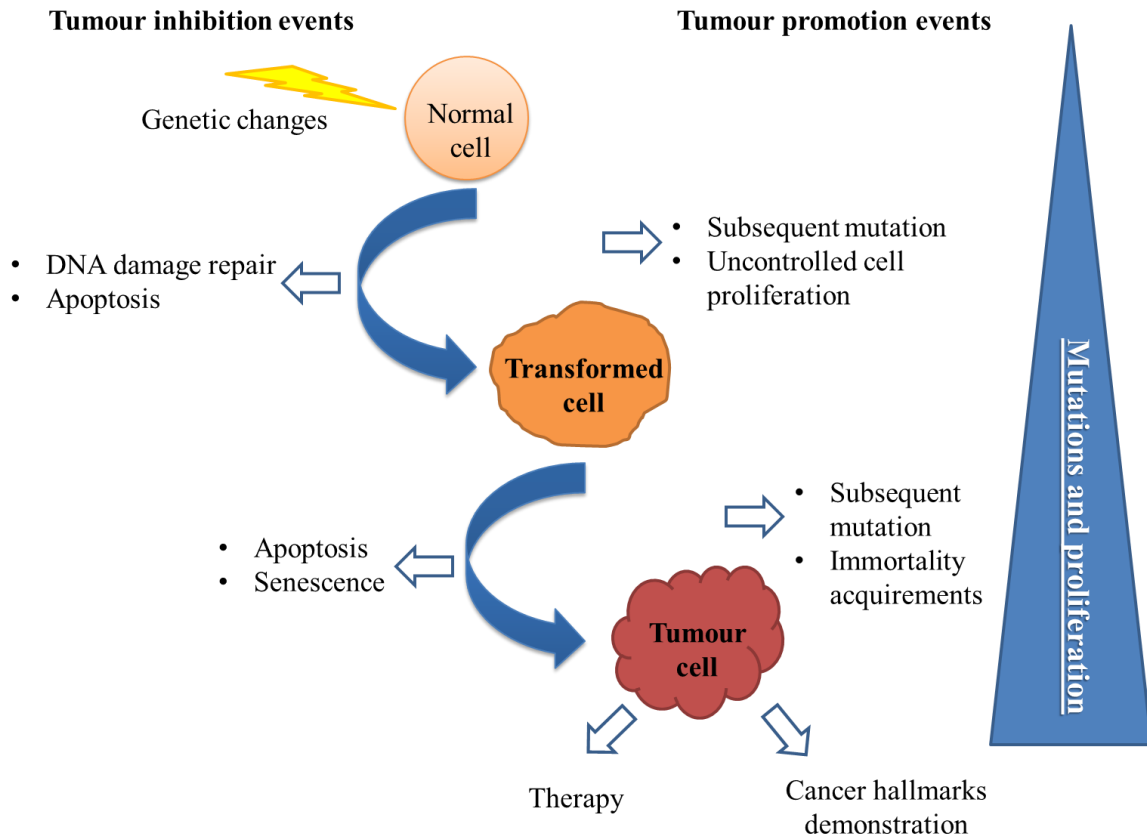 Tumour inhibition events
Tumour promotion events
Genetic changes
Normal
cell
• Subsequent mutation
• Uncontrolled cell
proliferation
• DNA damage repair
• Apoptosis
Transformed
cell
• Subsequent
mutation
• Immortality
acquirements
• Apoptosis
• Senescence
Tumour
cell
Therapy
Cancer hallmarks
demonstration
Mutations and proliferation